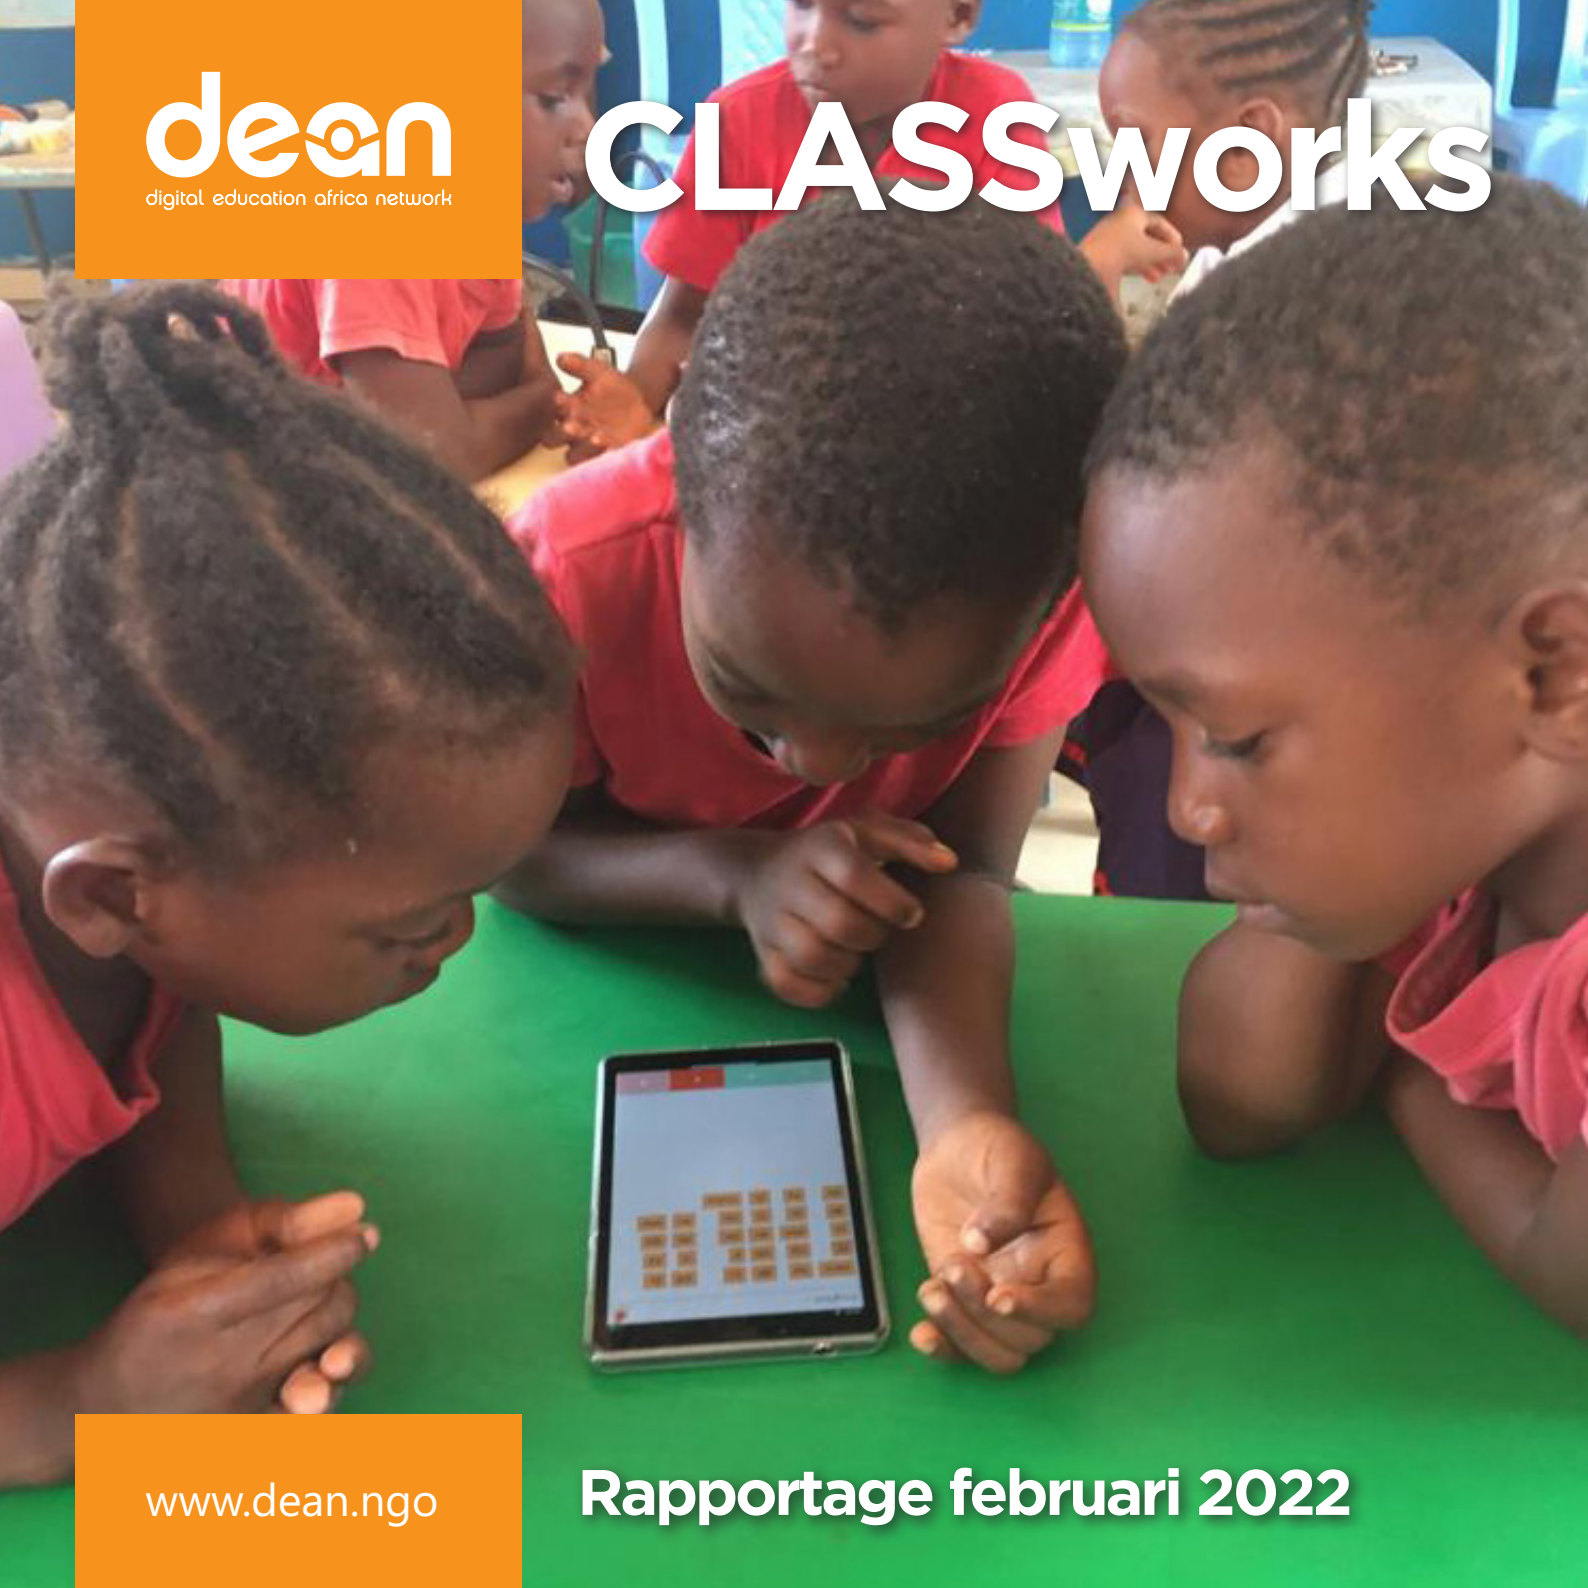 dean
digital education africa network
CLASSworks
www.dean.ngo
Rapportage februari 2022